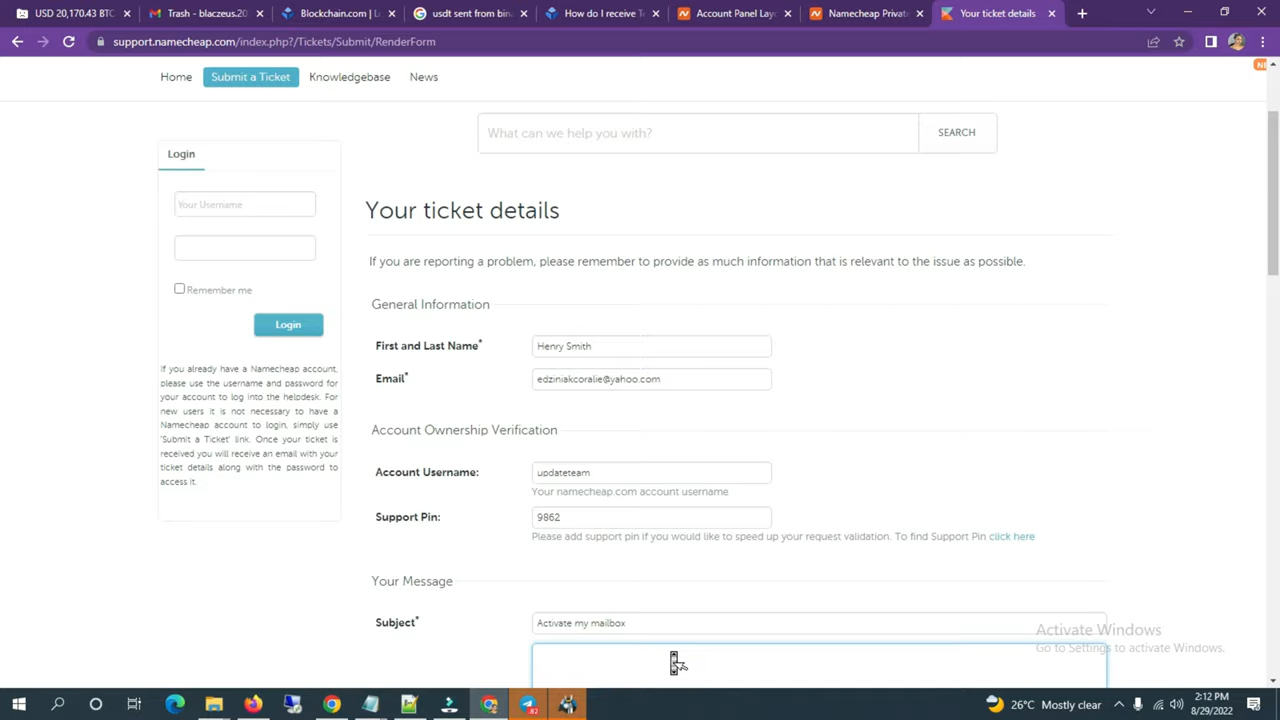 USD 20,170.43 BTC
Trash - blaczeus.20
Blockchain.com | L
usdt sent from bina
How do I receive T
Account Panel Layo
Namecheap Private
Your ticket details
support.namecheap.com/index.php?/Tickets/Submit/RenderForm
Home
Submit a Ticket
Knowledgebase
News
What can we help you with?
SEARCH
Login
Your Username
Remember me
Login
If you already have a Namecheap account,
please use the username and password for
your account to log into the helpdesk. For
new users it is not necessary to have a
Namecheap account to login, simply use
'Submit a Ticket' link. Once your ticket is
received you will receive an email with your
ticket details along with the password to
access it.
Your ticket details
If you are reporting a problem, please remember to provide as much information that is relevant to the issue as possible.
General Information
First and Last Name*
Henry Smith
Email*
edziniakcoralie@yahoo.com
Account Ownership Verification
Account Username:
updateteam
Your namecheap.com account username
Support Pin:
9862
Please add support pin if you would like to speed up your request validation. To find Support Pin click here
Your Message
Subject*
Activate my mailbox
Activate Windows
Go to Settings to activate Windows.
26°C Mostly clear
2:12 PM
8/29/2022